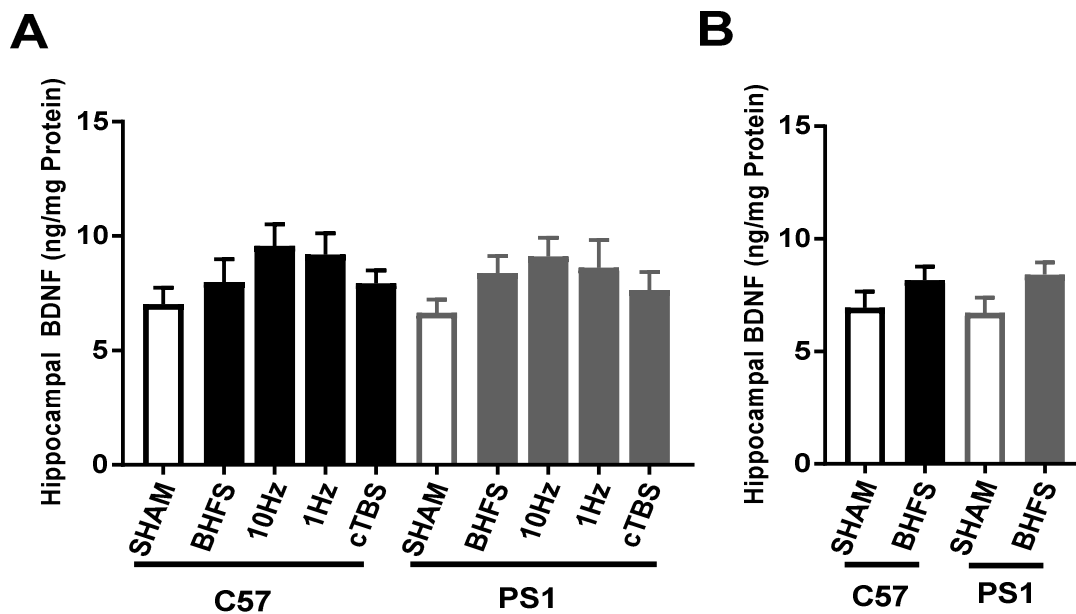 A
Hippocampal BDNF (ng/mg Protein)
15
10
5
0
SHAM
BHFS
10Hz
1Hz
cTBS
SHAM
BHFS
10Hz
1Hz
cTBS
C57
PS1
B
Hippocampal BDNF (ng/mg Protein)
15
10
5
0
SHAM
BHFS
SHAM
BHFS
C57
PS1